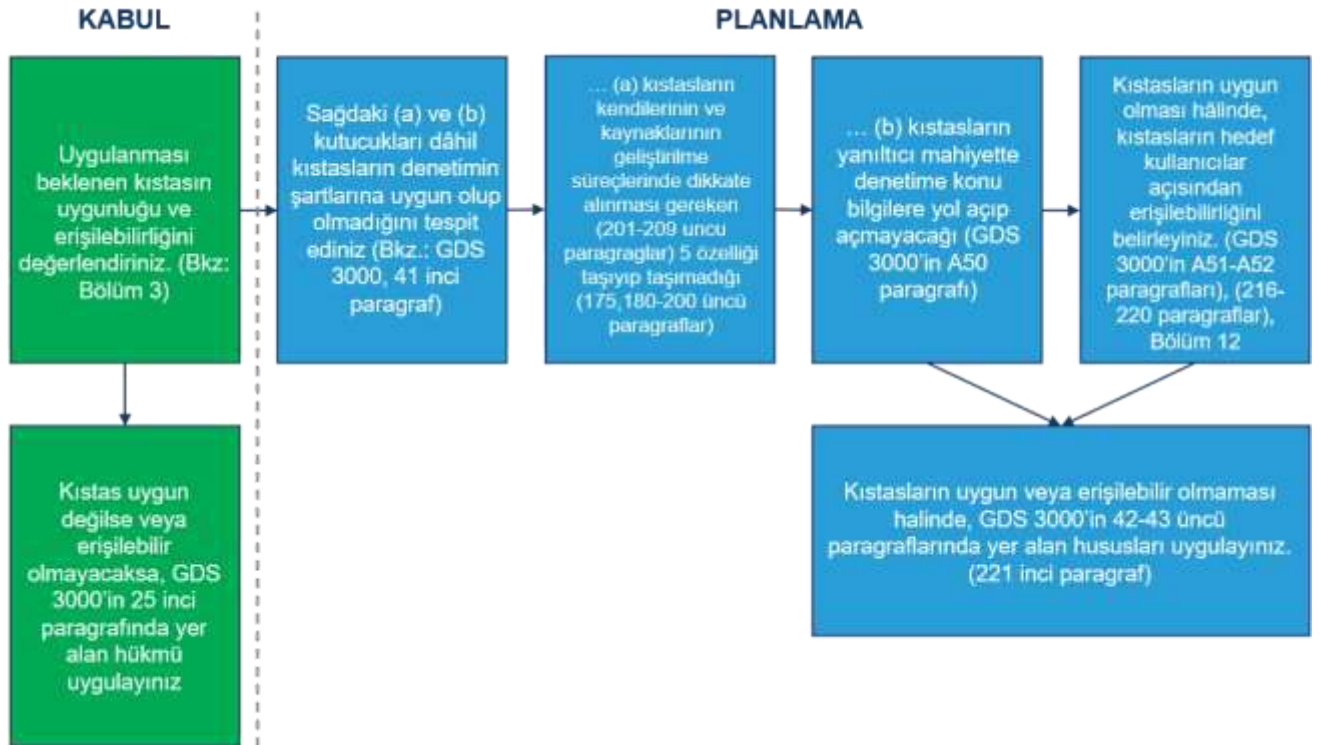 KABUL
PLANLAMA
Uygulanması
beklenen kıstasın
uygunluğu ve
erişilebilirliğini
değerlendiriniz. (Bkz:
Bölüm 3)
Sağdaki (a) ve (b)
kutucukları dâhil
kıstasların denetimin
şartlarına uygun olup
olmadığını tespit
ediniz (Bkz.: GDS
3000, 41 inci
paragraf)
… (a) kıstasların
kendilerinin ve
kaynaklarının
geliştirilme
süreçlerinde dikkate
alınması gereken
(201-209 uncu
paragraglar) 5 özelliği
taşıyıp taşımadığı
(175,180-200 üncü
paragraflar)
… (b) kıstasların
yanıltıcı mahiyette
denetime konu
bilgilere yol açıp
açmayacağı (GDS
3000’in A50
paragrafı)
Kıstasların uygun
olması hâlinde,
kıstasların hedef
kullanıcılar
açısından
erişilebilirliğini
belirleyiniz. (GDS
3000’in A51-A52
paragrafları), (216-
220 paragraflar),
Bölüm 12
Kıstas uygun
değilse veya
erişilebilir
olmayacaksa, GDS
3000’in 25 inci
paragrafında yer
alan hükmü
uygulayınız
Kıstasların uygun veya erişilebilir olmaması
halinde, GDS 3000’in 42-43 üncü
paragraflarında yer alan hususları uygulayınız.
(221 inci paragraf)